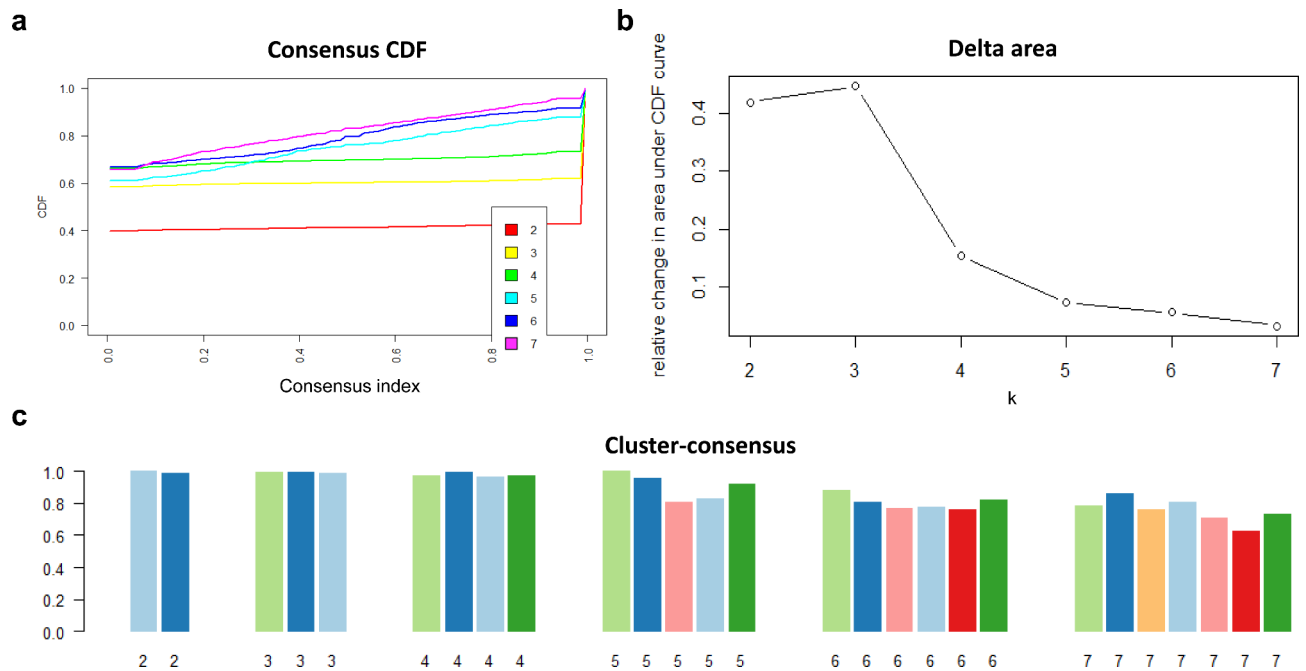 a
Consensus CDF
CDF
1.0
0.8
0.6
0.4
0.2
0.0
0.0
0.2
0.4
0.6
0.8
1.0
Consensus index
2
3
4
5
6
7
b
Delta area
relative change in area under CDF curve
0.4
0.3
0.2
0.1
2 3 4 5 6 7
k
c
Cluster-consensus
1.0
0.8
0.6
0.4
0.2
0.0
2 2 3 3 3 4 4 4 4 5 5 5 5 5 6 6 6 6 6 6 7 7 7 7 7 7 7